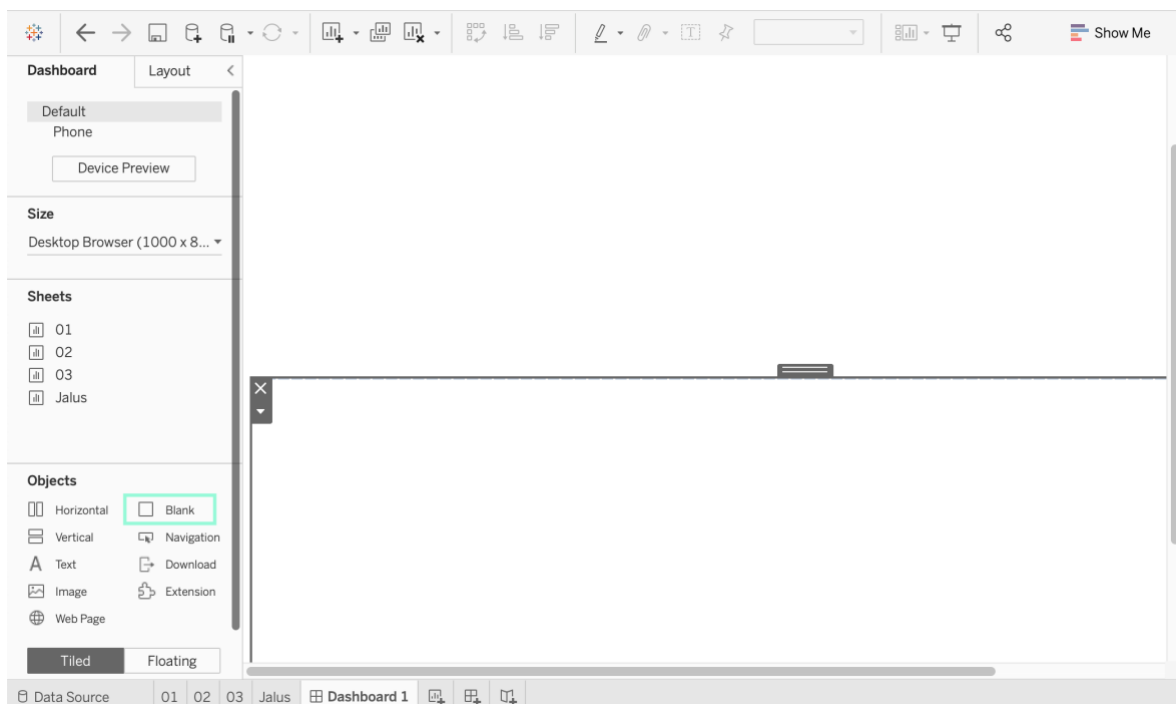 Show Me
Dashboard Layout
Default
Phone
Device Preview
Size
Desktop Browser (1000 x 8...
Sheets
01
02
03
Jalus
Objects
Horizontal Blank
Vertical Navigation
A Text Download
Image Extension
Web Page
Tiled Floating
Data Source 01 02 03 Jalus Dashboard 1